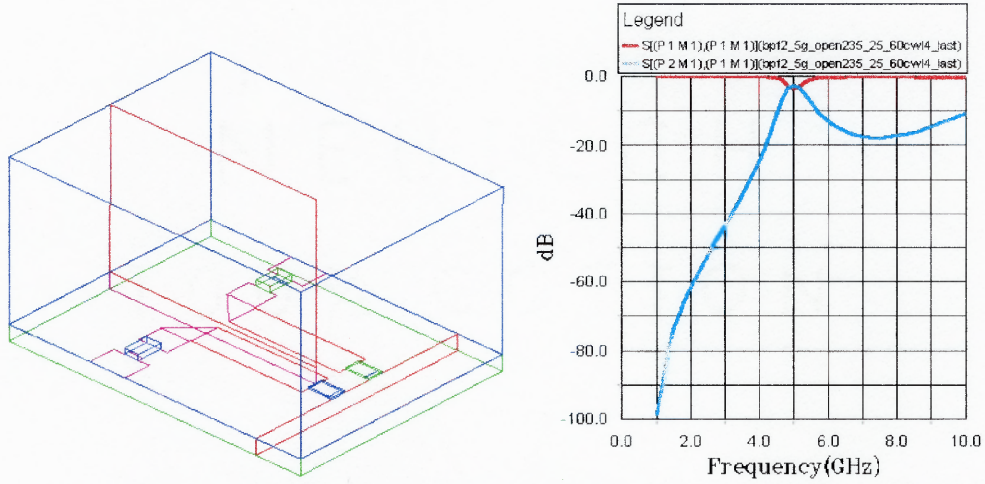 Legend
S[(P 1 M 1),(P 1 M 1)](bpf2_5g_open235_25_60cwl4_last)
S[(P 2 M 1),(P 1 M 1)](bpf2_5g_open235_25_60cwl4_last)
0.0
-20.0
-40.0
-60.0
-80.0
-100.0
dB
0.0 2.0 4.0 6.0 8.0 10.0
Frequency(GHz)